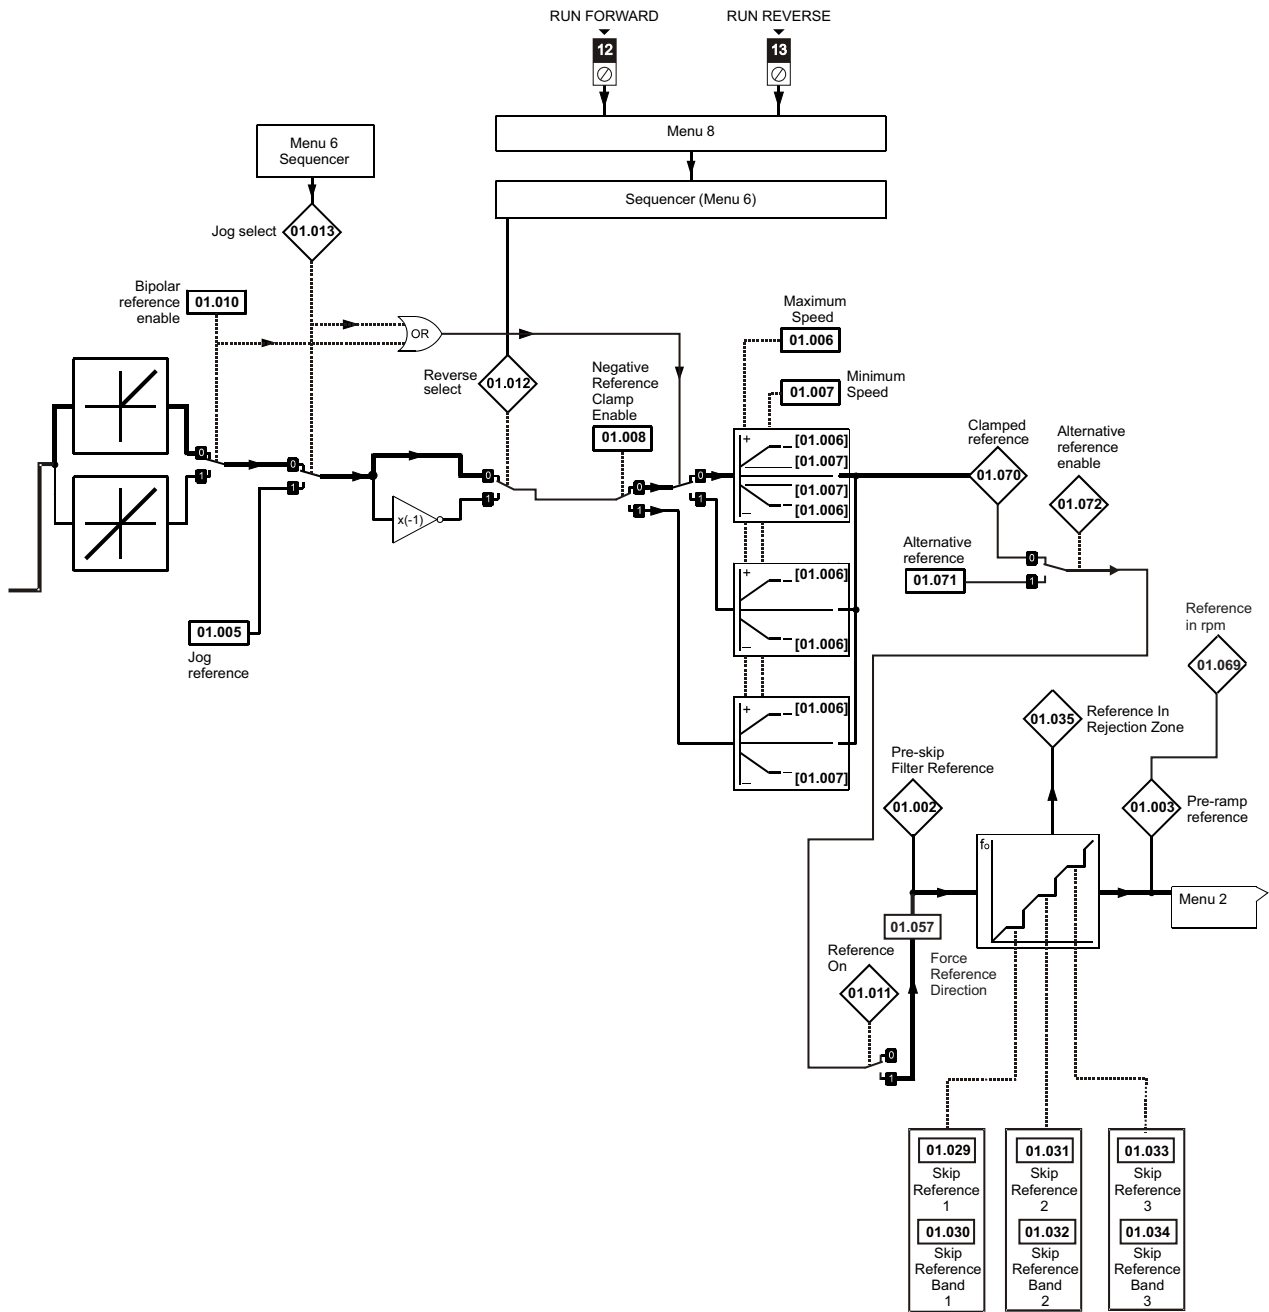 RUN FORWARD
RUN REVERSE
12
13
Menu 8
Menu 6
Sequencer
Sequencer (Menu 6)
Jog select
01.013
Bipolar
reference
enable
01.010
OR
Reverse
select
01.012
Negative
Reference
Clamp
Enable
01.008
Maximum
Speed
01.006
01.007
Minimum
Speed
0
1
0
1
x(-1)
0
1
0
1
0
1
+
[01.006]
[01.007]
[01.007]
[01.006]
_
+
[01.006]
[01.006]
_
+
[01.006]
[01.007]
_
Clamped
reference
01.070
Alternative
reference
enable
01.072
Alternative
reference
01.071
0
1
01.005
Jog
reference
Reference
in rpm
01.069
01.035
Reference In
Rejection Zone
Pre-skip
Filter Reference
01.002
01.003
Pre-ramp
reference
fo
Menu 2
01.057
Force
Reference
Direction
Reference
On
01.011
0
1
01.029
Skip
Reference
1
01.030
Skip
Reference
Band
1
01.031
Skip
Reference
2
01.032
Skip
Reference
Band
2
01.033
Skip
Reference
3
01.034
Skip
Reference
Band
3